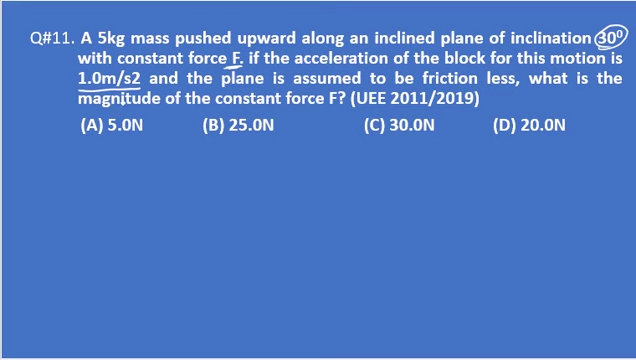 Q#11. A 5kg mass pushed upward along an inclined plane of inclination 30⁰
with constant force F. if the acceleration of the block for this motion is
1.0m/s2 and the plane is assumed to be friction less, what is the
magnitude of the constant force F? (UEE 2011/2019)
(A) 5.0N (B) 25.0N (C) 30.0N (D) 20.0N